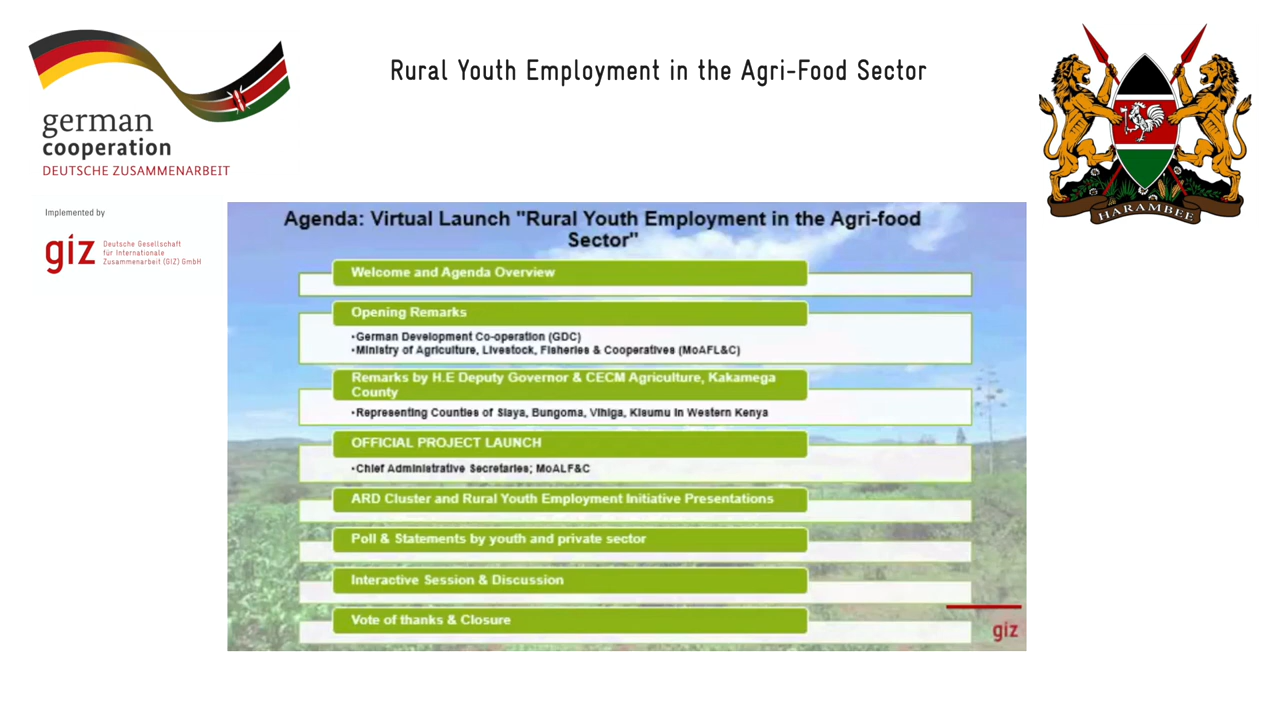 Rural Youth Employment in the Agri-Food Sector
german
cooperation
DEUTSCHE ZUSAMMENARBEIT
HARAMBEE
Implemented by
giz
Deutsche Gesellschaft
für Internationale
Zusammenarbeit (GIZ) GmbH
Agenda: Virtual Launch "Rural Youth Employment in the Agri-food
Sector"
Welcome and Agenda Overview
Opening Remarks
•German Development Co-operation (GDC)
•Ministry of Agriculture, Livestock, Fisheries & Cooperatives (MoAFL&C)
Remarks by H.E Deputy Governor & CECM Agriculture, Kakamega
County
•Representing Counties of Siaya, Bungoma, Vihiga, Kisumu in Western Kenya
OFFICIAL PROJECT LAUNCH
•Chief Administrative Secretaries; MoALF&C
ARD Cluster and Rural Youth Employment Initiative Presentations
Poll & Statements by youth and private sector
Interactive Session & Discussion
Vote of thanks & Closure
giz